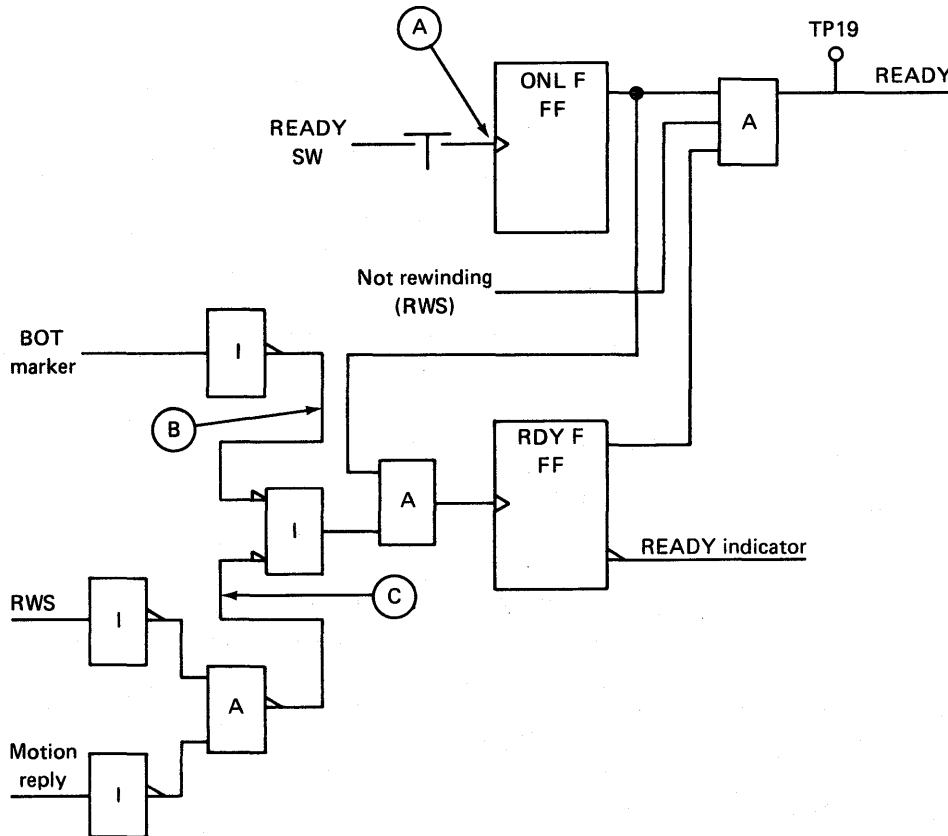 TP19
A
ONL F
FF
READY
READY
SW
A
Not rewinding
(RWS)
BOT
marker
I
B
RDY F
FF
A
I
READY indicator
C
RWS
I
A
Motion
reply
I